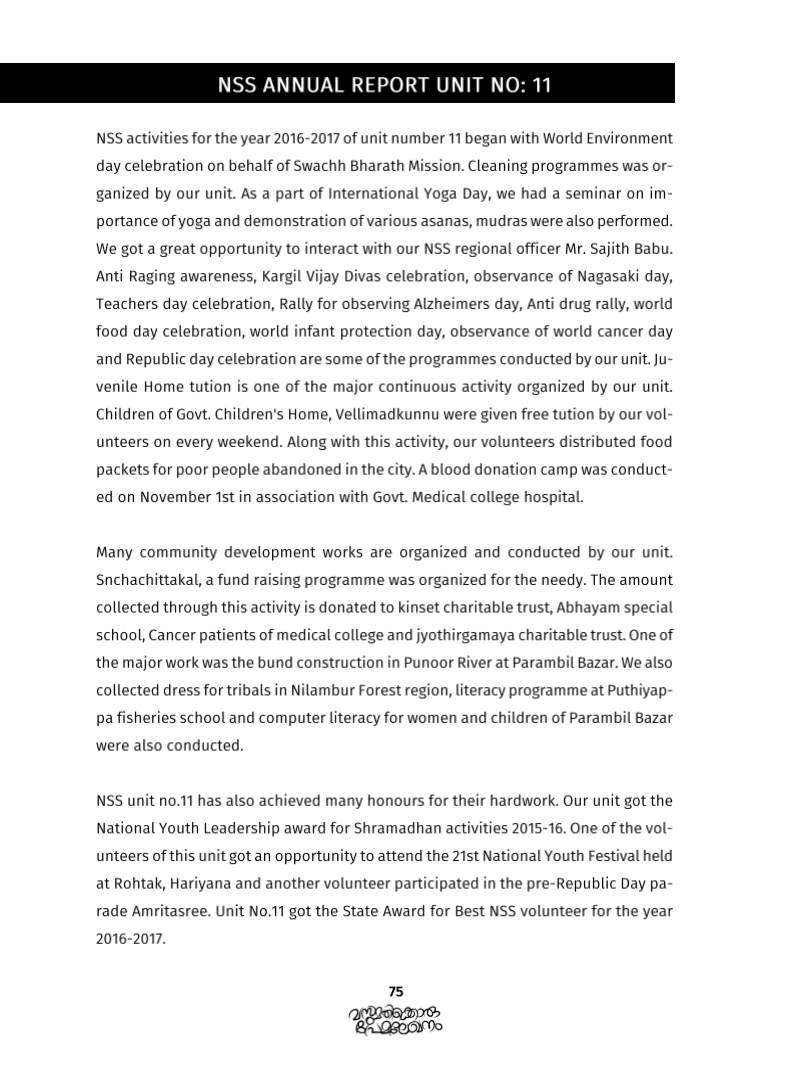 NSS ANNUAL REPORT UNIT NO: 11
NSS activities for the year 2016-2017 of unit number 11 began with World Environment
day celebration on behalf of Swachh Bharath Mission. Cleaning programmes was or-
ganized by our unit. As a part of International Yoga Day, we had a seminar on im-
portance of yoga and demonstration of various asanas, mudras were also performed.
We got a great opportunity to interact with our NSS regional officer Mr. Sajith Babu.
Anti Raging awareness, Kargil Vijay Divas celebration, observance of Nagasaki day,
Teachers day celebration, Rally for observing Alzheimers day, Anti drug rally, world
food day celebration, world infant protection day, observance of world cancer day
and Republic day celebration are some of the programmes conducted by our unit. Ju-
venile Home tution is one of the major continuous activity organized by our unit.
Children of Govt. Children's Home, Vellimadkunnu were given free tution by our vol-
unteers on every weekend. Along with this activity, our volunteers distributed food
packets for poor people abandoned in the city. A blood donation camp was conduct-
ed on November 1st in association with Govt. Medical college hospital.
Many community development works are organized and conducted by our unit.
Snchachittakal, a fund raising programme was organized for the needy. The amount
collected through this activity is donated to kinset charitable trust, Abhayam special
school, Cancer patients of medical college and jyothirgamaya charitable trust. One of
the major work was the bund construction in Punoor River at Parambil Bazar. We also
collected dress for tribals in Nilambur Forest region, literacy programme at Puthiyap-
pa fisheries school and computer literacy for women and children of Parambil Bazar
were also conducted.
NSS unit no.11 has also achieved many honours for their hardwork. Our unit got the
National Youth Leadership award for Shramadhan activities 2015-16. One of the vol-
unteers of this unit got an opportunity to attend the 21st National Youth Festival held
at Rohtak, Hariyana and another volunteer participated in the pre-Republic Day pa-
rade Amritasree. Unit No.11 got the State Award for Best NSS volunteer for the year
2016-2017.
75